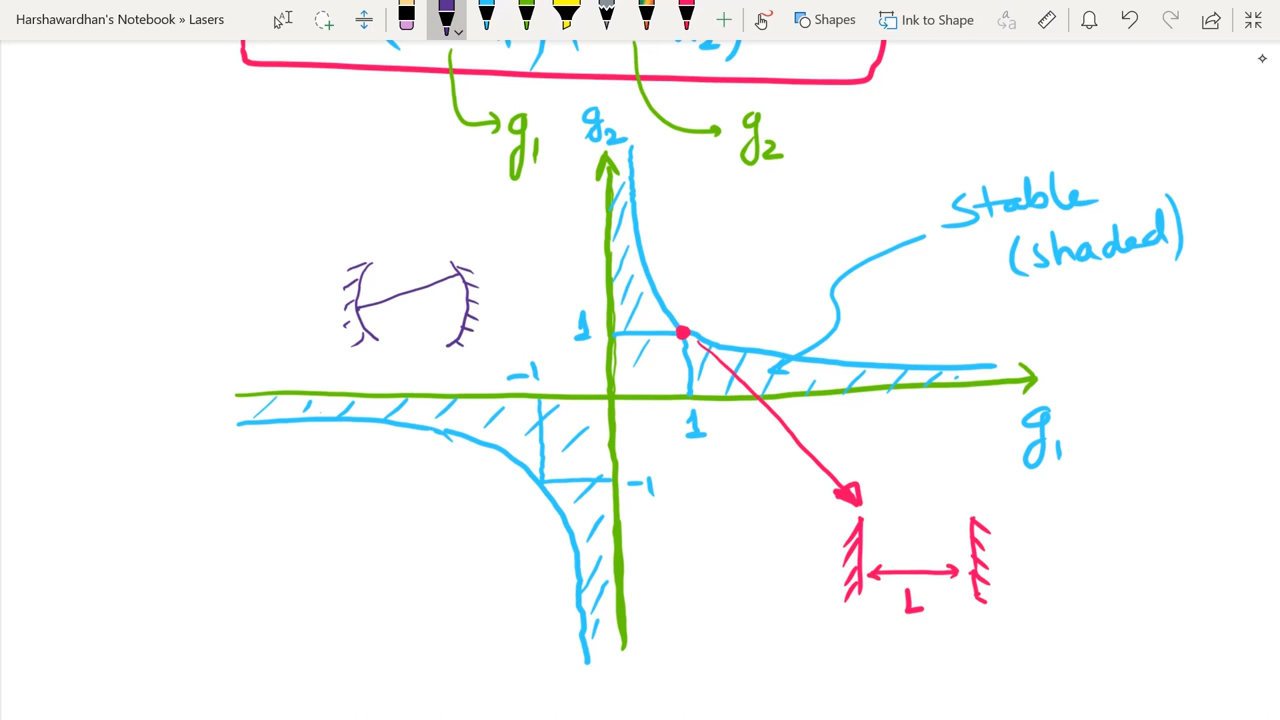 Harshawardhan's Notebook » Lasers
Shapes
Ink to Shape
g1
g2
g2
Stable
(shaded)
1
-1
1
g1
-1
L